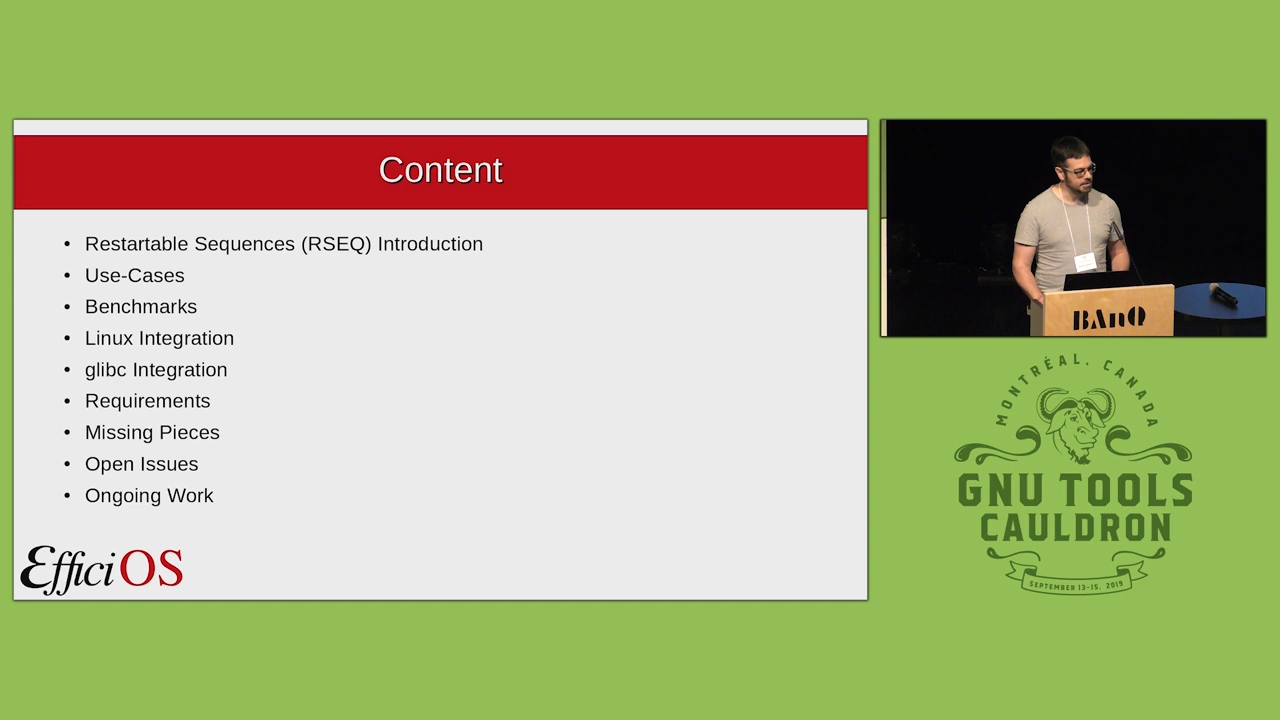 Content
• Restartable Sequences (RSEQ) Introduction
• Use-Cases
• Benchmarks
• Linux Integration
• glibc Integration
• Requirements
• Missing Pieces
• Open Issues
• Ongoing Work
EfficiOS
BAnQ
MONTRÉAL, CANADA
GNU TOOLS
CAULDRON
SEPTEMBER 13-15, 2019